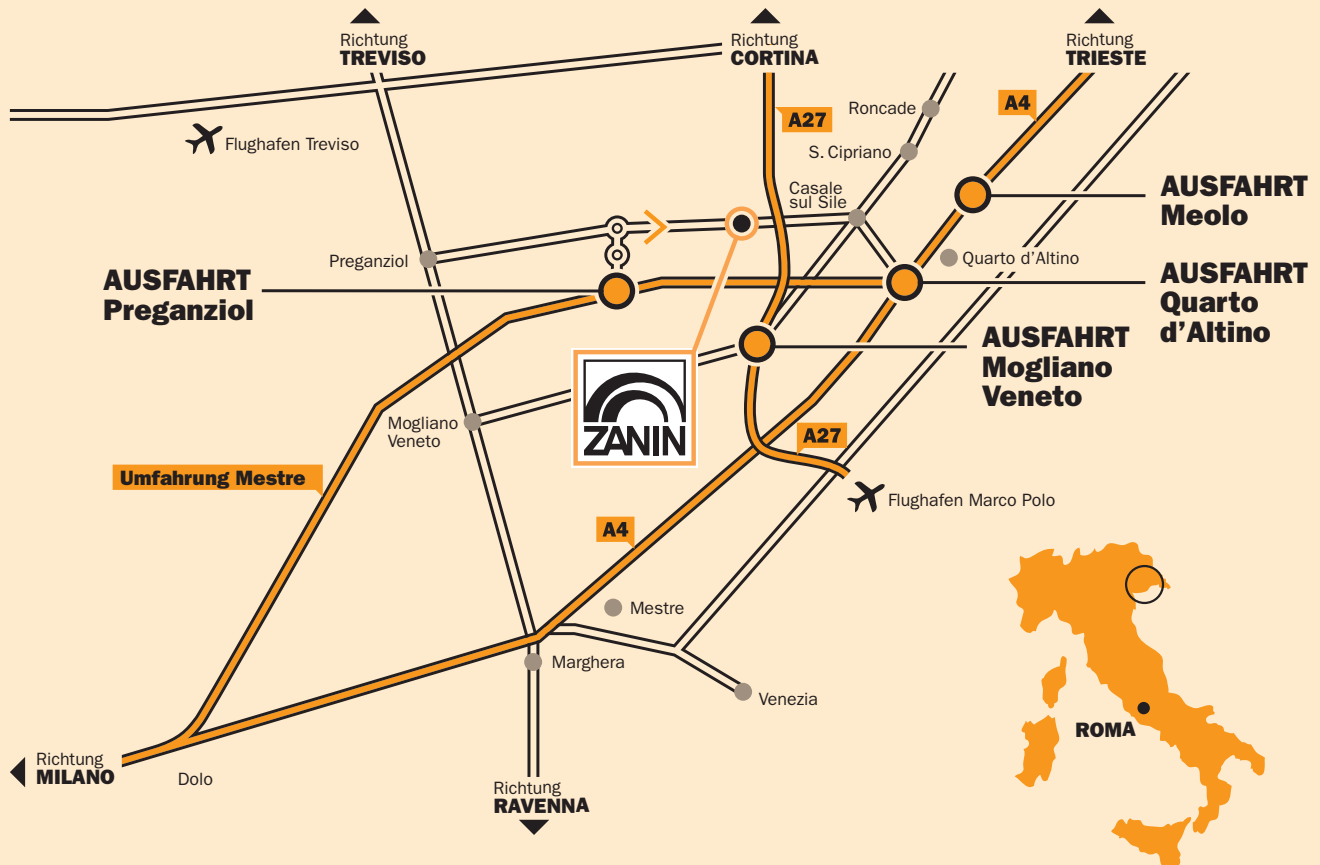 Richtung
TREVISO
Richtung
CORTINA
Richtung
TRIESTE
A4
Roncade
A27
Flughafen Treviso
S. Cipriano
Casale
sul Sile
AUSFAHRT
Meolo
Preganziol
Quarto d'Altino
AUSFAHRT
Preganziol
AUSFAHRT
Quarto
d'Altino
AUSFAHRT
Mogliano
Veneto
ZANIN
Mogliano
Veneto
A27
Umfahrung Mestre
Flughafen Marco Polo
A4
Mestre
Marghera
Venezia
ROMA
Richtung
MILANO
Dolo
Richtung
RAVENNA